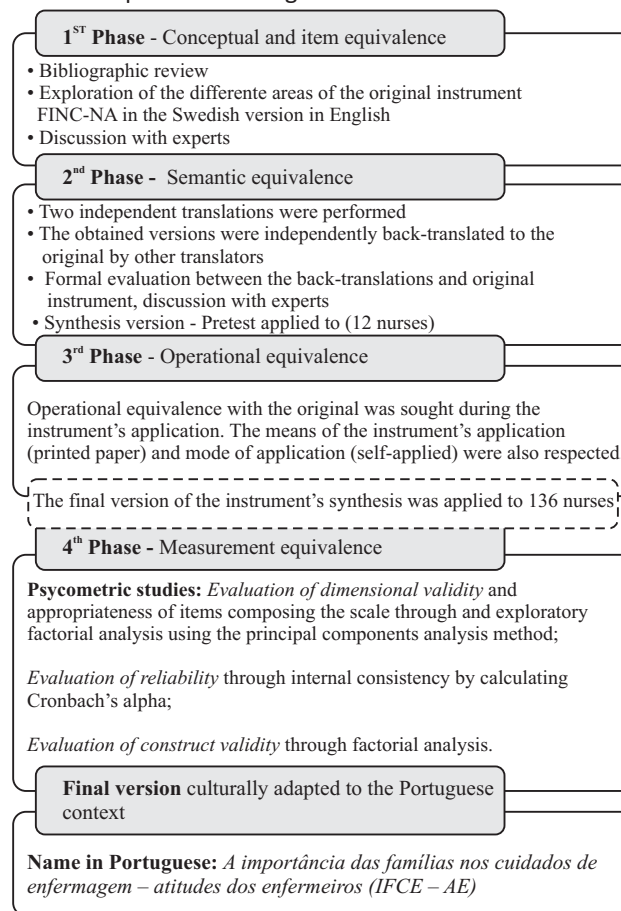 1ST Phase - Conceptual and item equivalence
• Bibliographic review
• Exploration of the differente areas of the original instrument
FINC-NA in the Swedish version in English
• Discussion with experts
2nd Phase - Semantic equivalence
• Two independent translations were performed
• The obtained versions were independently back-translated to the
original by other translators
• Formal evaluation between the back-translations and original
instrument, discussion with experts
• Synthesis version - Pretest applied to (12 nurses)
3rd Phase - Operational equivalence
Operational equivalence with the original was sought during the
instrument's application. The means of the instrument's application
(printed paper) and mode of application (self-applied) were also respected
The final version of the instrument's synthesis was applied to 136 nurses
4th Phase - Measurement equivalence
Psycometric studies: Evaluation of dimensional validity and
appropriateness of items composing the scale through and exploratory
factorial analysis using the principal components analysis method;
Evaluation of reliability through internal consistency by calculating
Cronbach's alpha;
Evaluation of construct validity through factorial analysis.
Final version culturally adapted to the Portuguese
context
Name in Portuguese: A importância das famílias nos cuidados de
enfermagem – atitudes dos enfermeiros (IFCE – AE)